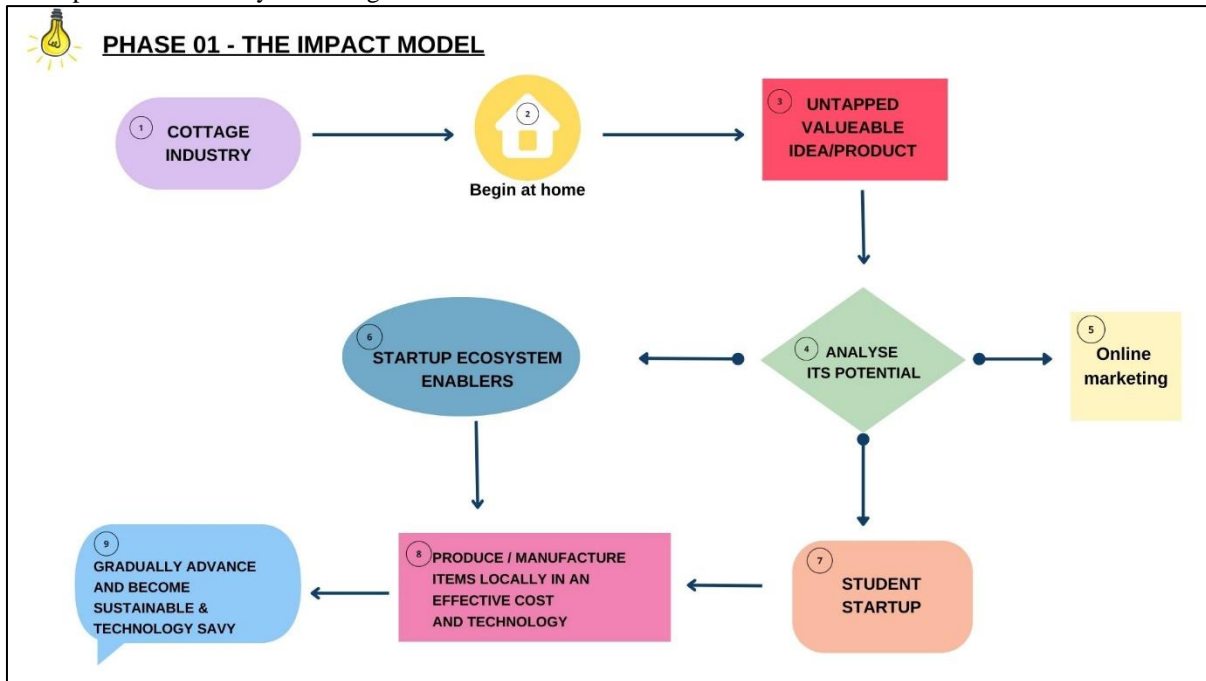 PHASE 01 - THE IMPACT MODEL
1
COTTAGE
INDUSTRY
2
Begin at home
3
UNTAPPED
VALUEABLE
IDEA/PRODUCT
4
ANALYSE
ITS POTENTIAL
5
Online
marketing
6
STARTUP ECOSYSTEM
ENABLERS
7
STUDENT
STARTUP
8
PRODUCE / MANUFACTURE
ITEMS LOCALLY IN AN
EFFECTIVE COST
AND TECHNOLOGY
9
GRADUALLY ADVANCE
AND BECOME
SUSTAINABLE &
TECHNOLOGY SAVY